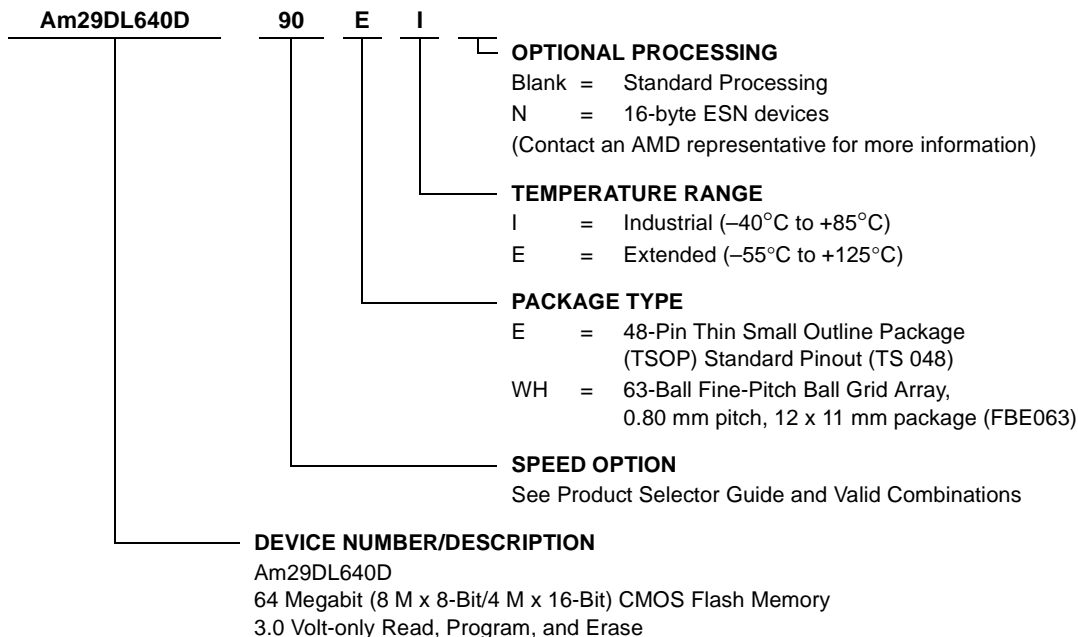 Am29DL640D 90 E I
OPTIONAL PROCESSING
Blank = Standard Processing
N = 16-byte ESN devices
(Contact an AMD representative for more information)
TEMPERATURE RANGE
I = Industrial (–40°C to +85°C)
E = Extended (–55°C to +125°C)
PACKAGE TYPE
E = 48-Pin Thin Small Outline Package
(TSOP) Standard Pinout (TS 048)
WH = 63-Ball Fine-Pitch Ball Grid Array,
0.80 mm pitch, 12 x 11 mm package (FBE063)
SPEED OPTION
See Product Selector Guide and Valid Combinations
DEVICE NUMBER/DESCRIPTION
Am29DL640D
64 Megabit (8 M x 8-Bit/4 M x 16-Bit) CMOS Flash Memory
3.0 Volt-only Read, Program, and Erase